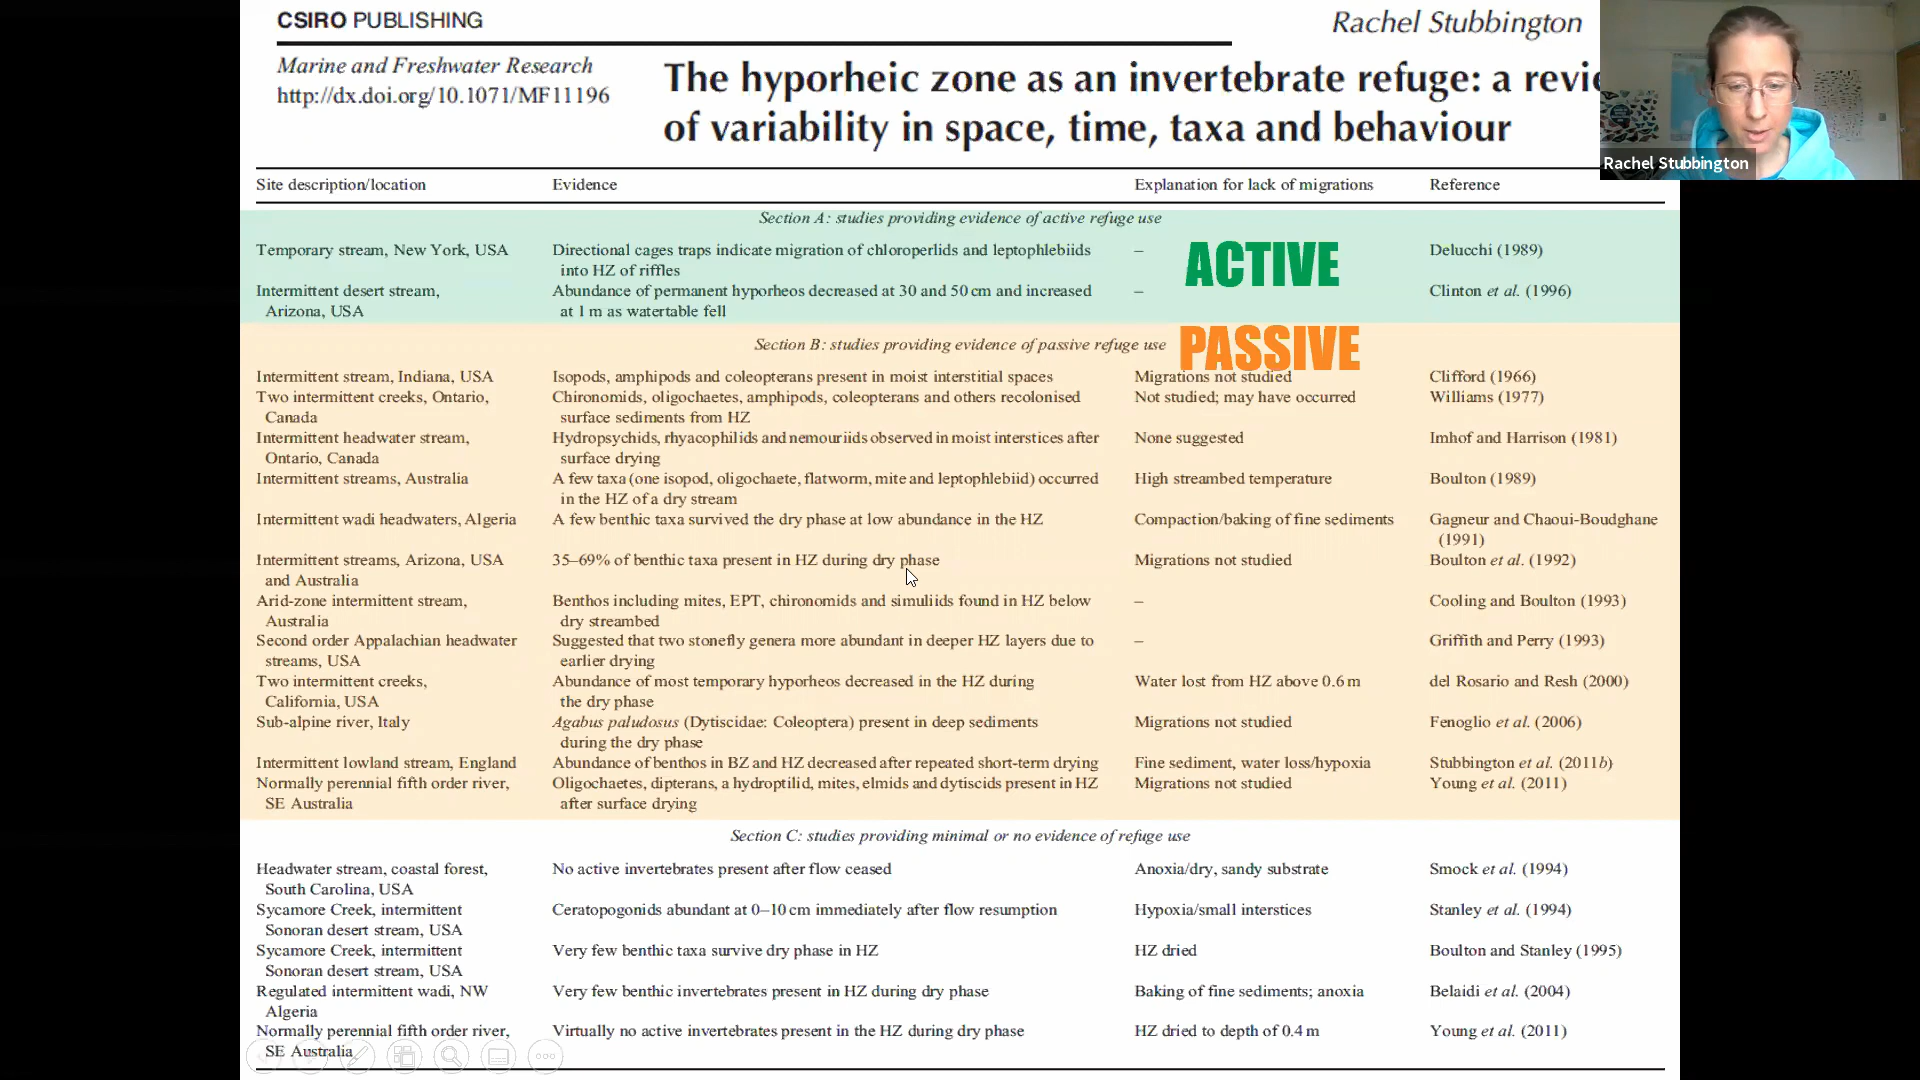 CSIRO PUBLISHING
Rachel Stubbington
Marine and Freshwater Research
http://dx.doi.org/10.1071/MF11196
The hyporheic zone as an invertebrate refuge: a revi
of variability in space, time, taxa and behaviour
Rachel Stubbington
Site description/location Evidence Explanation for lack of migrations Reference
Section A: studies providing evidence of active refuge use
ACTIVE
Temporary stream, New York, USA Directional cages traps indicate migration of chloroperlids and leptophlebiids – Delucchi (1989)
into HZ of riffles
Intermittent desert stream, Abundance of permanent hyporheos decreased at 30 and 50 cm and increased – Clinton et al. (1996)
Arizona, USA at 1 m as watertable fell
Section B: studies providing evidence of passive refuge use
PASSIVE
Intermittent stream, Indiana, USA Isopods, amphipods and coleopterans present in moist interstitial spaces Migrations not studied Clifford (1966)
Two intermittent creeks, Ontario, Chironomids, oligochaetes, amphipods, coleopterans and others recolonised Not studied; may have occurred Williams (1977)
Canada surface sediments from HZ
Intermittent headwater stream, Hydropsychids, rhyacophilids and nemouriids observed in moist interstices after None suggested Imhof and Harrison (1981)
Ontario, Canada surface drying
Intermittent streams, Australia A few taxa (one isopod, oligochaete, flatworm, mite and leptophlebiid) occurred High streambed temperature Boulton (1989)
in the HZ of a dry stream
Intermittent wadi headwaters, Algeria A few benthic taxa survived the dry phase at low abundance in the HZ Compaction/baking of fine sediments Gagneur and Chaoui-Boudghane
(1991)
Intermittent streams, Arizona, USA 35–69% of benthic taxa present in HZ during dry phase Migrations not studied Boulton et al. (1992)
and Australia
Arid-zone intermittent stream, Benthos including mites, EPT, chironomids and simuliids found in HZ below – Cooling and Boulton (1993)
Australia dry streambed
Second order Appalachian headwater Suggested that two stonefly genera more abundant in deeper HZ layers due to – Griffith and Perry (1993)
streams, USA earlier drying
Two intermittent creeks, Abundance of most temporary hyporheos decreased in the HZ during Water lost from HZ above 0.6 m del Rosario and Resh (2000)
California, USA the dry phase
Sub-alpine river, Italy Agabus paludosus (Dytiscidae: Coleoptera) present in deep sediments Migrations not studied Fenoglio et al. (2006)
during the dry phase
Intermittent lowland stream, England Abundance of benthos in BZ and HZ decreased after repeated short-term drying Fine sediment, water loss/hypoxia Stubbington et al. (2011b)
Normally perennial fifth order river, Oligochaetes, dipterans, a hydroptilid, mites, elmids and dytiscids present in HZ Migrations not studied Young et al. (2011)
SE Australia after surface drying
Section C: studies providing minimal or no evidence of refuge use
Headwater stream, coastal forest, No active invertebrates present after flow ceased Anoxia/dry, sandy substrate Smock et al. (1994)
South Carolina, USA
Sycamore Creek, intermittent Ceratopogonids abundant at 0–10 cm immediately after flow resumption Hypoxia/small interstices Stanley et al. (1994)
Sonoran desert stream, USA
Sycamore Creek, intermittent Very few benthic taxa survive dry phase in HZ HZ dried Boulton and Stanley (1995)
Sonoran desert stream, USA
Regulated intermittent wadi, NW Very few benthic invertebrates present in HZ during dry phase Baking of fine sediments; anoxia Belaidi et al. (2004)
Algeria
Normally perennial fifth order river, Virtually no active invertebrates present in the HZ during dry phase HZ dried to depth of 0.4 m Young et al. (2011)
SE Australia